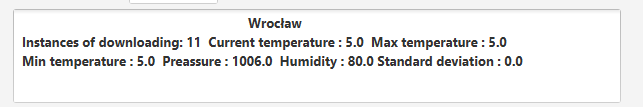 Wrocław
Instances of downloading: 11 Current temperature : 5.0 Max temperature : 5.0
Min temperature : 5.0 Preassure : 1006.0 Humidity : 80.0 Standard deviation : 0.0